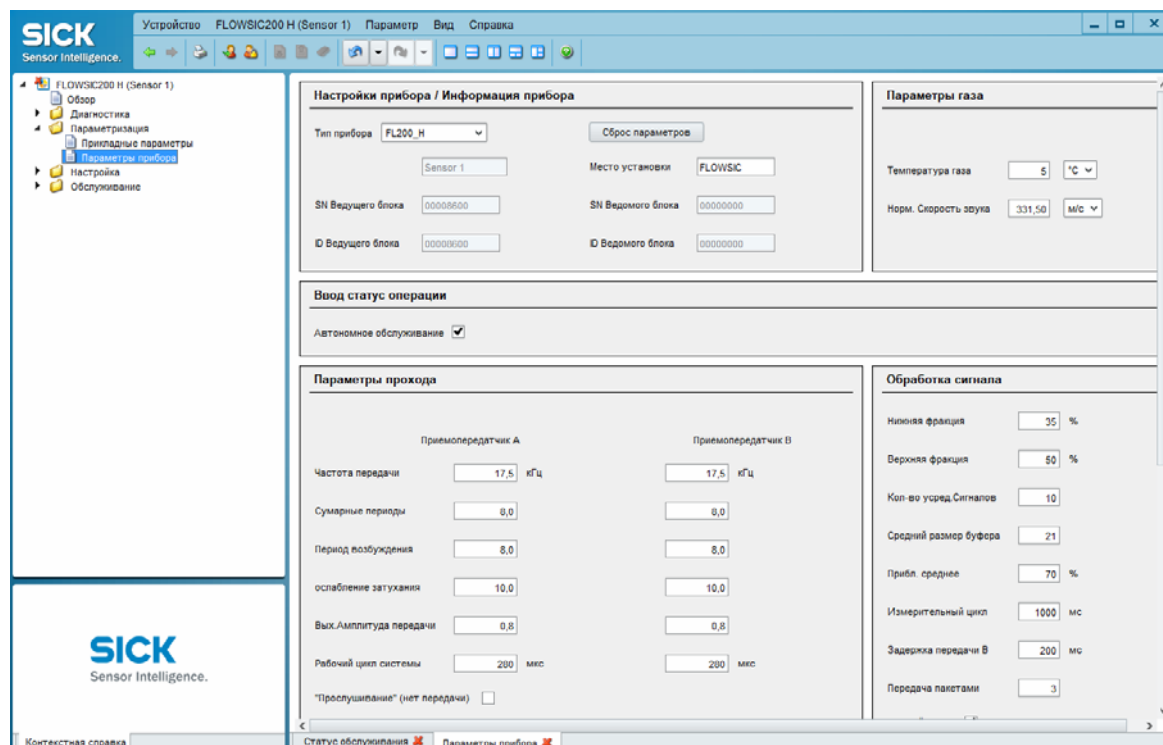 SICK
Sensor Intelligence.
Устройство FLOWSIC200 H (Sensor 1) Параметр Вид Справка
FLOWSIC200 H (Sensor 1)
Обзор
Диагностика
Параметризация
Прикладные параметры
Параметры прибора
Настройка
Обслуживание
SICK
Sensor Intelligence.
Контекстная справка
Настройки прибора / Информация прибора
Тип прибора FL200_H Сброс параметров
Sensor 1 Место установки FLOWSIC
SN Ведущего блока 00008600 SN Ведомого блока 00000000
ID Ведущего блока 00008600 ID Ведомого блока 00000000
Параметры газа
Температура газа 5 °C
Норм. Скорость звука 331,50 м/с
Ввод статус операции
Автономное обслуживание
Параметры прохода
Приемопередатчик А Приемопередатчик В
Частота передачи 17,5 кГц 17,5 кГц
Сумарные периоды 8,0 8,0
Период возбуждения 8,0 8,0
ослабление затухания 10,0 10,0
Вых.Амплитуда передачи 0,8 0,8
Рабочий цикл системы 280 мкс 280 мкс
"Прослушивание" (нет передачи)
Обработка сигнала
Нижняя фракция 35 %
Верхняя фракция 50 %
Кол-во усред.Сигналов 10
Средний размер буфера 21
Прибл. среднее 70 %
Измерительный цикл 1000 мс
Задержка передачи В 200 мс
Передача пакетами 3
Статус обслуживания Параметры прибора